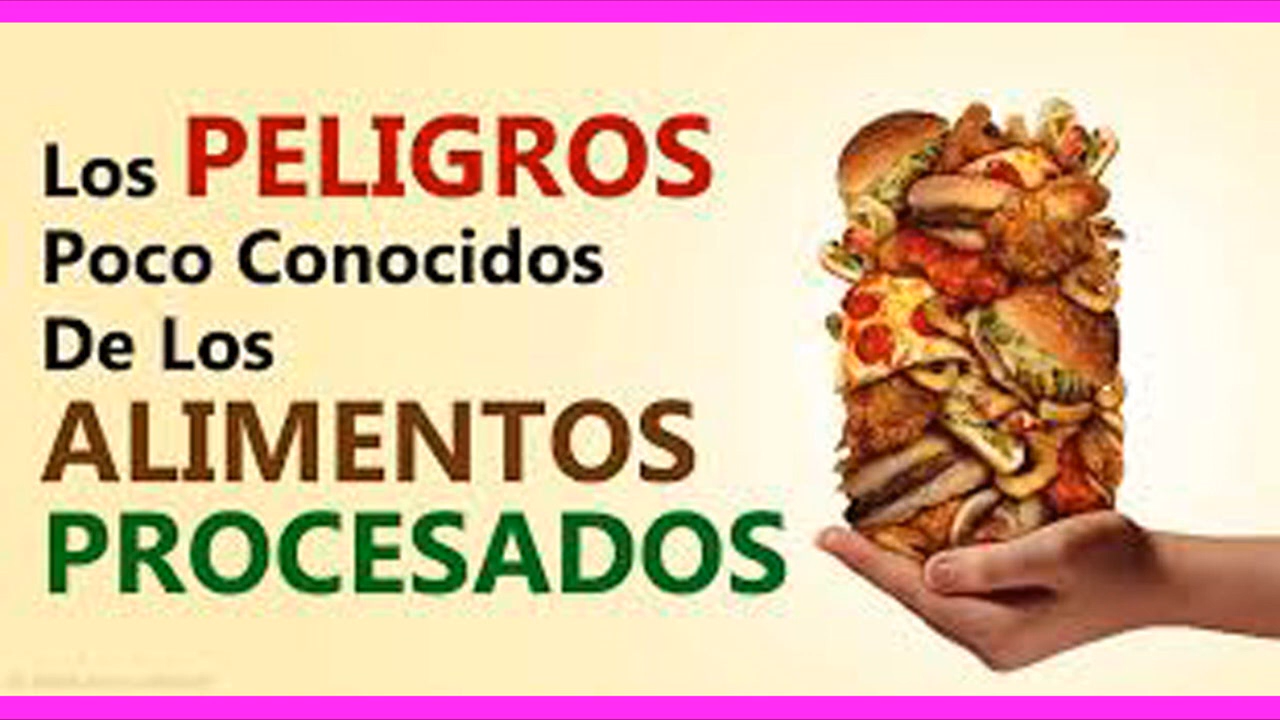 Los PELIGROS
Poco Conocidos
De Los
ALIMENTOS
PROCESADOS